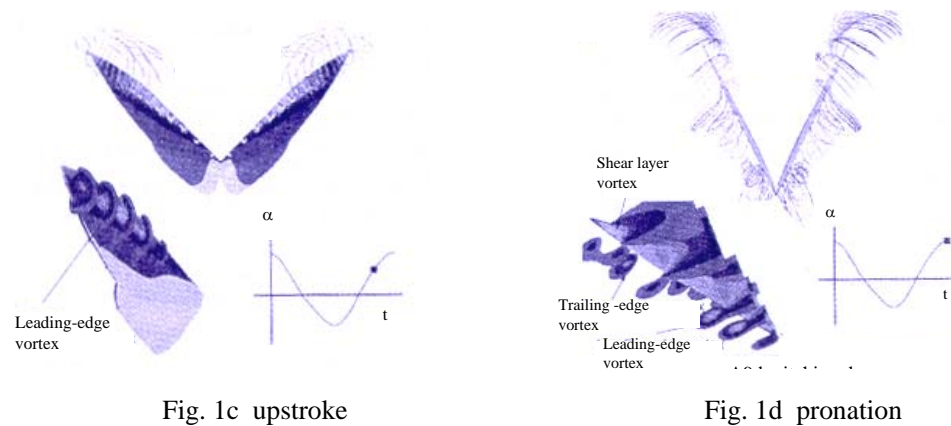 Shear layer
vortex
α
α
t
t
Leading-edge
vortex
Trailing -edge
vortex
Leading-edge
vortex
Fig. 1c  upstroke
Fig. 1d  pronation